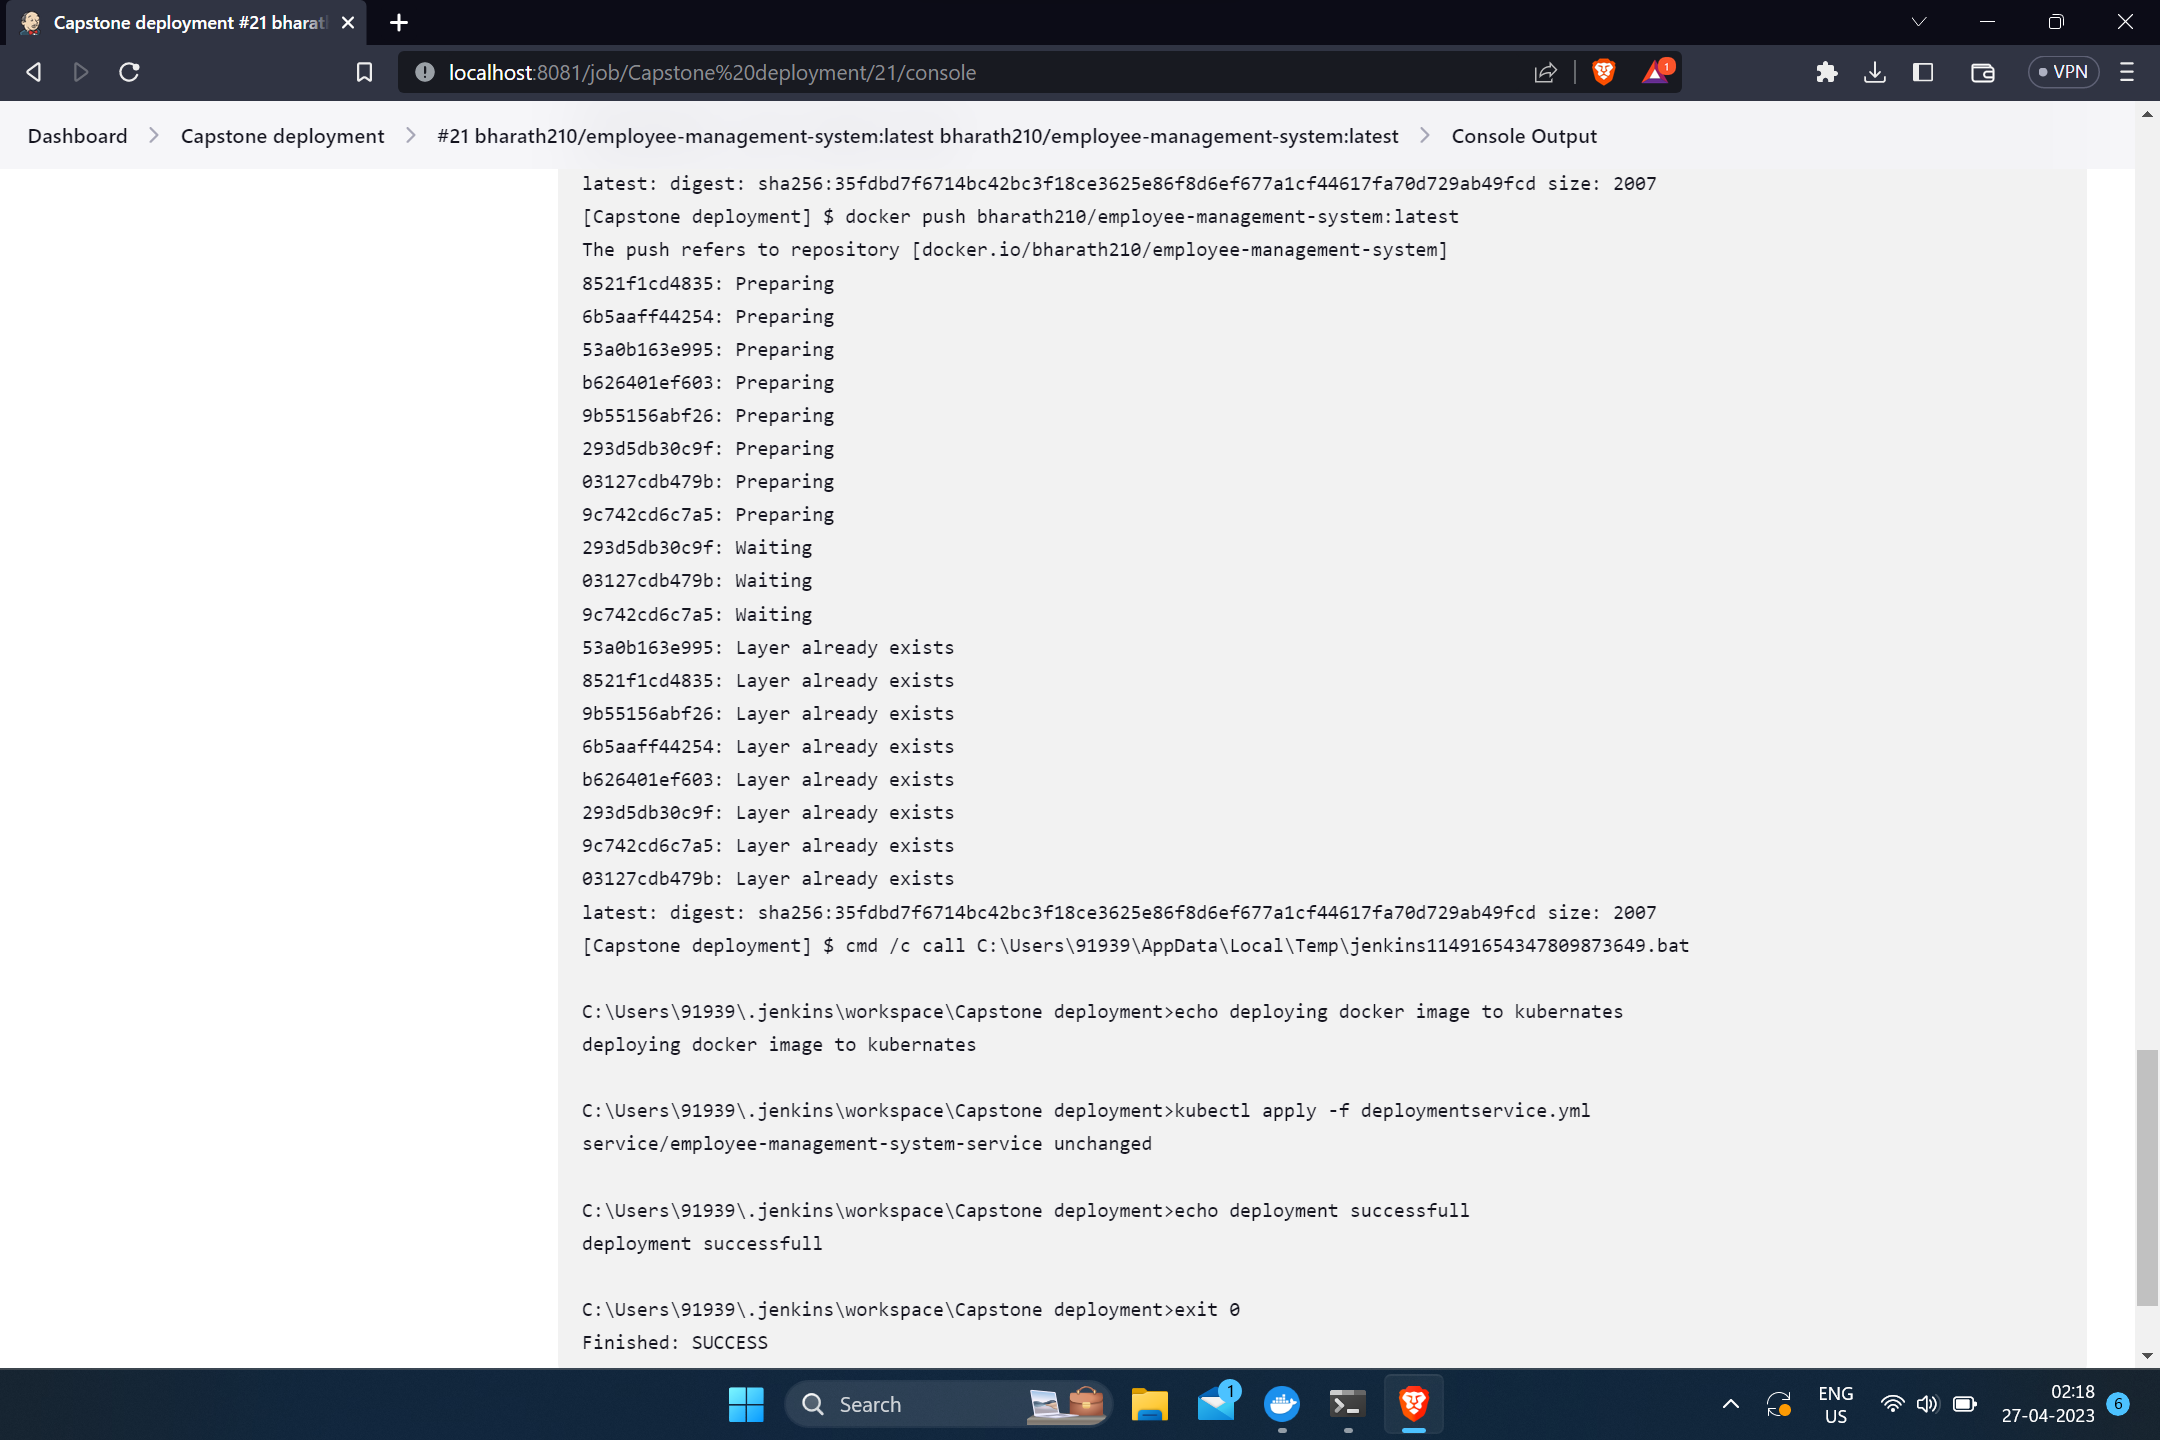 Capstone deployment #21 bharat
localhost:8081/job/Capstone%20deployment/21/console
1
VPN
Dashboard > Capstone deployment > #21 bharath210/employee-management-system:latest bharath210/employee-management-system:latest > Console Output
latest: digest: sha256:35fdbd7f6714bc42bc3f18ce3625e86f8d6ef677a1cf44617fa70d729ab49fcd size: 2007
[Capstone deployment] $ docker push bharath210/employee-management-system:latest
The push refers to repository [docker.io/bharath210/employee-management-system]
8521f1cd4835: Preparing
6b5aaff44254: Preparing
53a0b163e995: Preparing
b626401ef603: Preparing
9b55156abf26: Preparing
293d5db30c9f: Preparing
03127cdb479b: Preparing
9c742cd6c7a5: Preparing
293d5db30c9f: Waiting
03127cdb479b: Waiting
9c742cd6c7a5: Waiting
53a0b163e995: Layer already exists
8521f1cd4835: Layer already exists
9b55156abf26: Layer already exists
6b5aaff44254: Layer already exists
b626401ef603: Layer already exists
293d5db30c9f: Layer already exists
9c742cd6c7a5: Layer already exists
03127cdb479b: Layer already exists
latest: digest: sha256:35fdbd7f6714bc42bc3f18ce3625e86f8d6ef677a1cf44617fa70d729ab49fcd size: 2007
[Capstone deployment] $ cmd /c call C:\Users\91939\AppData\Local\Temp\jenkins11491654347809873649.bat
C:\Users\91939\.jenkins\workspace\Capstone deployment>echo deploying docker image to kubernates
deploying docker image to kubernates
C:\Users\91939\.jenkins\workspace\Capstone deployment>kubectl apply -f deploymentservice.yml
service/employee-management-system-service unchanged
C:\Users\91939\.jenkins\workspace\Capstone deployment>echo deployment successfull
deployment successfull
C:\Users\91939\.jenkins\workspace\Capstone deployment>exit 0
Finished: SUCCESS
Search
1
ENG
US
02:18
27-04-2023
6